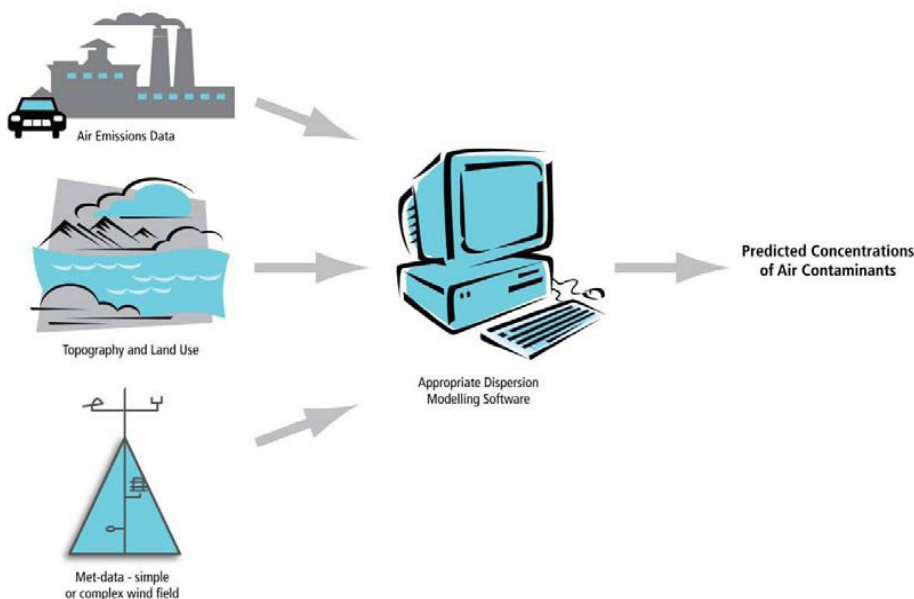 Air Emissions Data
Topography and Land Use
Met-data - simple
or complex wind field
Appropriate Dispersion
Modelling Software
Predicted Concentrations
of Air Contaminants